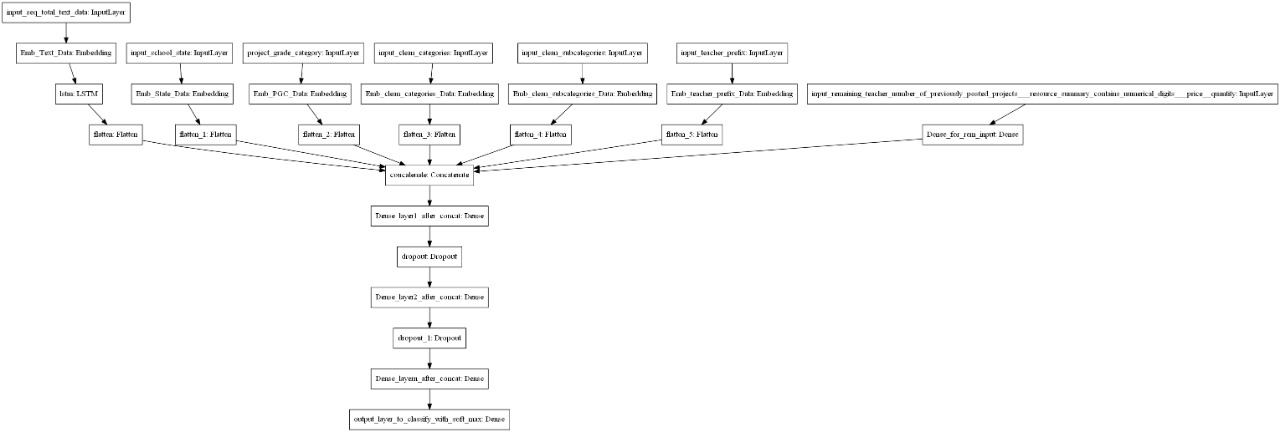 input_seq_total_text_data: InputLayer
Emb_Text_Data: Embedding
input_school_state: InputLayer
project_grade_category: InputLayer
input_clean_categories: InputLayer
input_clean_subcategories: InputLayer
input_teacher_prefix: InputLayer
lstm: LSTM
Emb_State_Data: Embedding
Emb_PGC_Data: Embedding
Emb_clean_categories_Data: Embedding
Emb_clean_subcategories_Data: Embedding
Emb_teacher_prefix_Data: Embedding
input_remaining_teacher_number_of_previously_posted_projects___resource_summary_contains_numerical_digits___price__quantity: InputLayer
flatten: Flatten
flatten_1: Flatten
flatten_2: Flatten
flatten_3: Flatten
flatten_4: Flatten
flatten_5: Flatten
Dense_for_rem_input: Dense
concatenate: Concatenate
Dense_layer1_after_concat: Dense
dropout: Dropout
Dense_layer2_after_concat: Dense
dropout_1: Dropout
Dense_layern_after_concat: Dense
output_layer_to_classify_with_soft_max: Dense